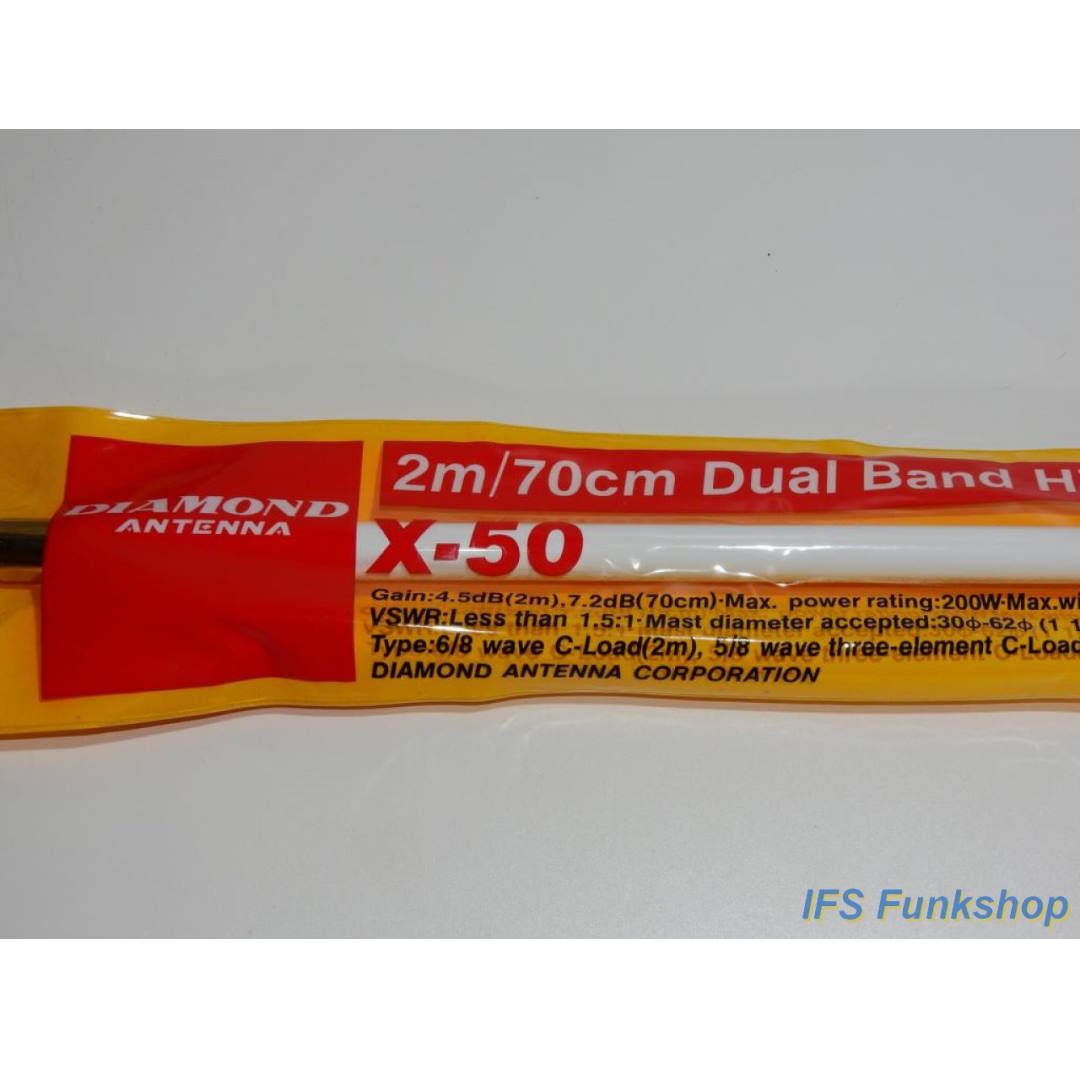 DIAMOND
ANTENNA
2m/70cm Dual Band
X-50
Gain:4.5dB(2m),7.2dB(70cm)·Max. power rating:200W·Max.
VSWR:Less than 1.5:1·Mast diameter accepted:30φ-62φ (1
Type:6/8 wave C-Load(2m), 5/8 wave three-element C-Load
DIAMOND ANTENNA CORPORATION
IFS Funkshop